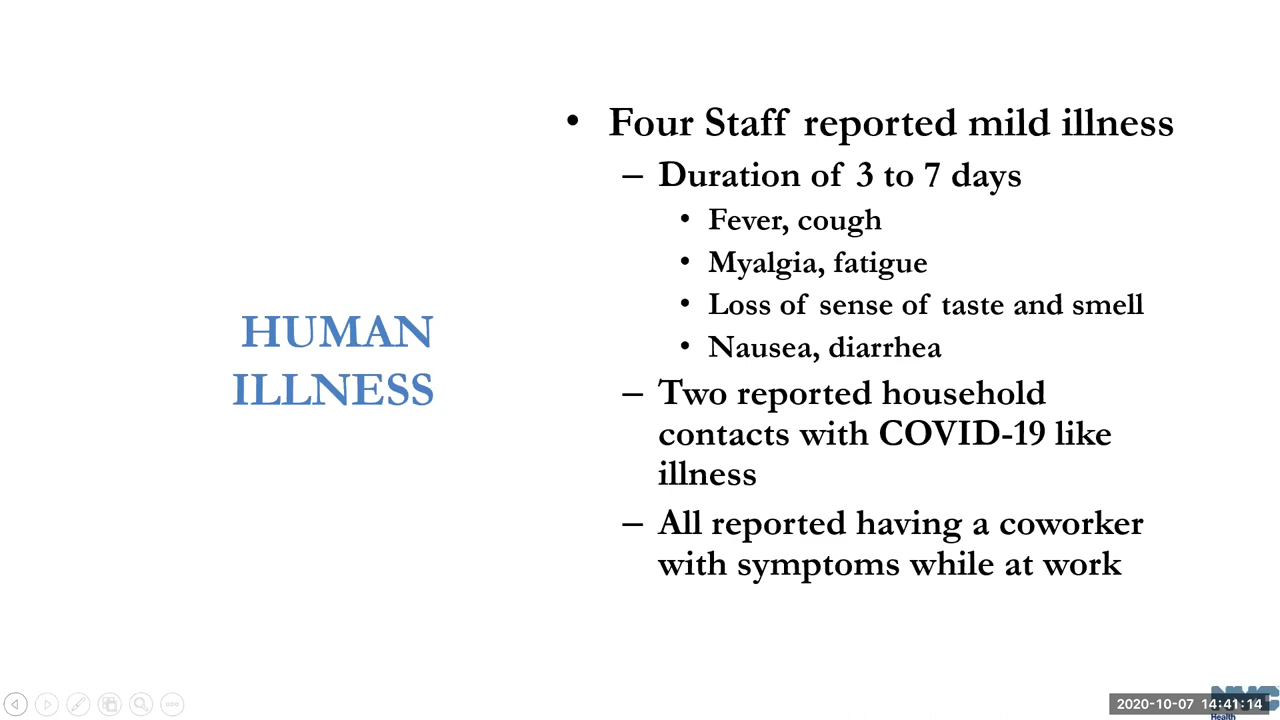 HUMAN
ILLNESS
• Four Staff reported mild illness
– Duration of 3 to 7 days
• Fever, cough
• Myalgia, fatigue
• Loss of sense of taste and smell
• Nausea, diarrhea
– Two reported household
contacts with COVID-19 like
illness
– All reported having a coworker
with symptoms while at work
2020-10-07 14:41:14
NYC
Health